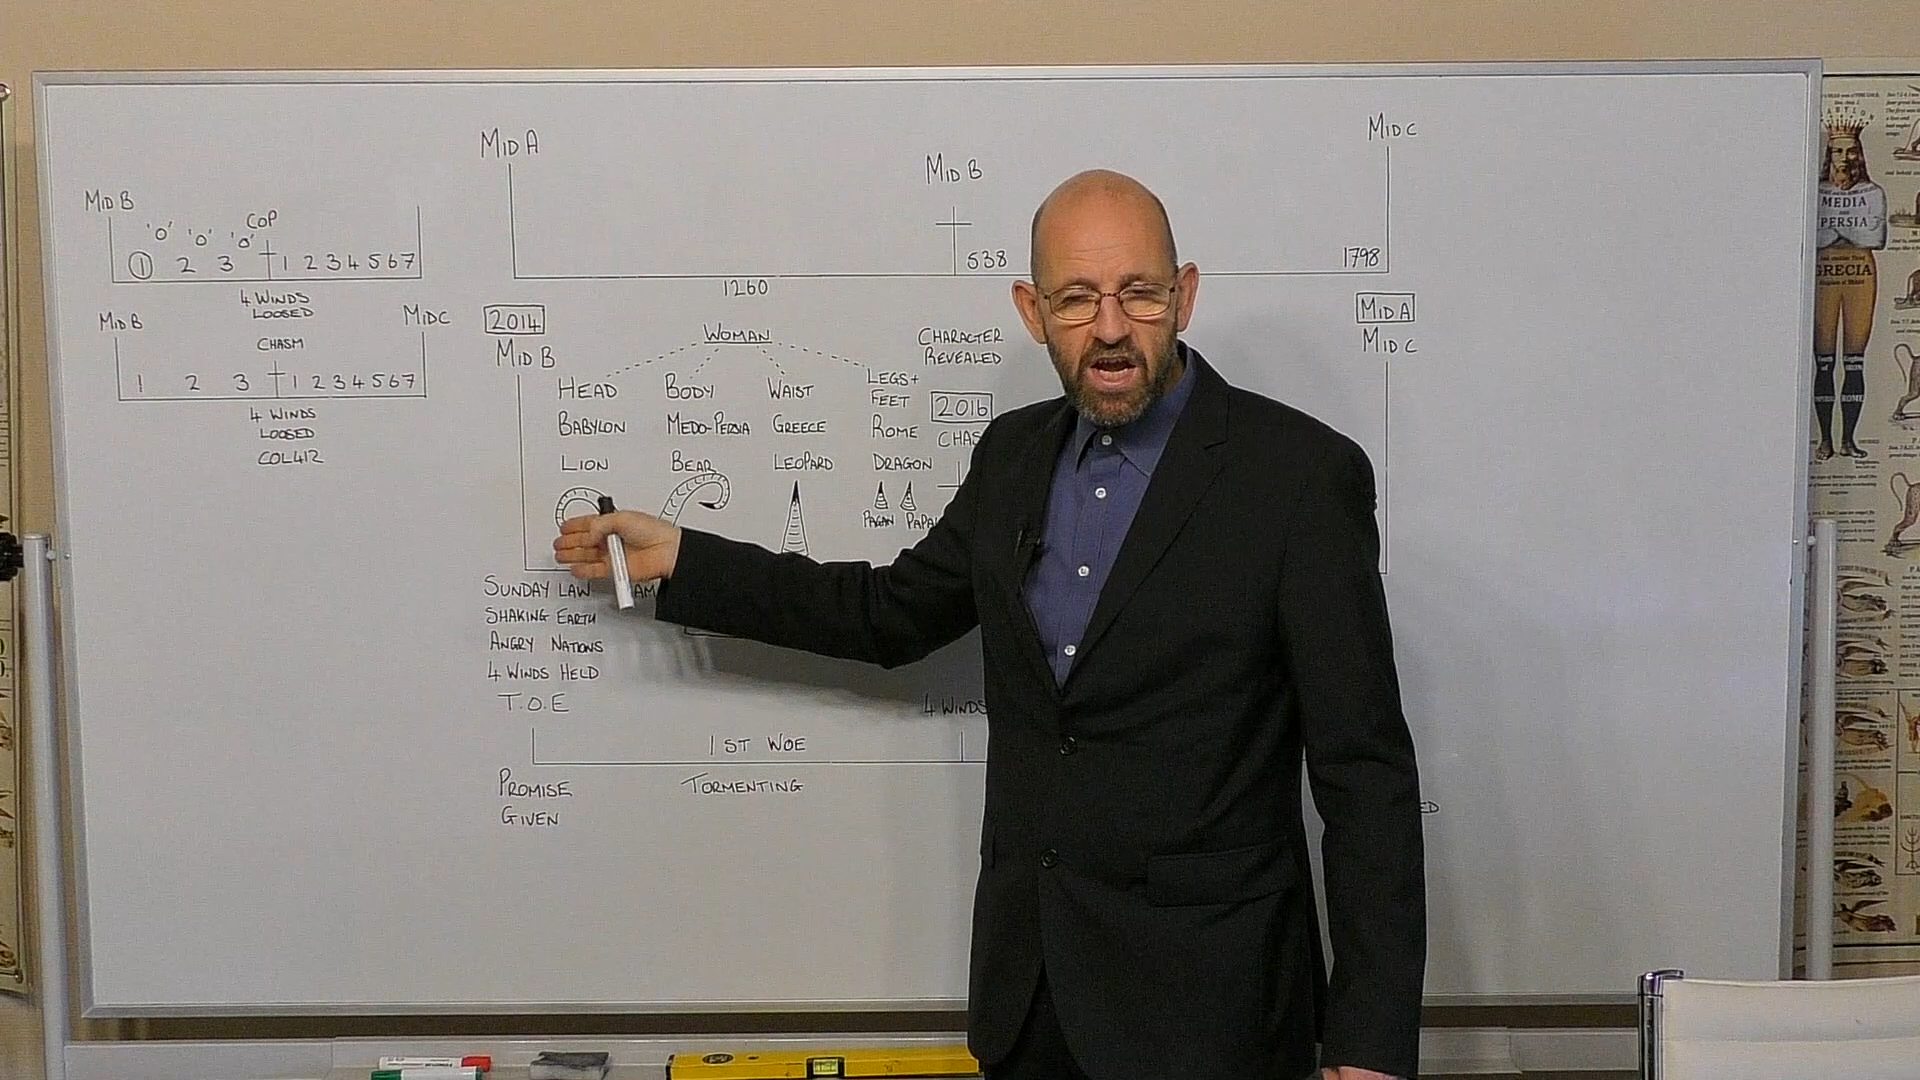 MID A
MID B
MID C
538
1798
1260
MID B
'O' 'O' 'O' COP
1 2 3 1 2 3 4 5 6 7
4 WINDS
LOOSED
MID B MID C
CHASM
1 2 3 1 2 3 4 5 6 7
4 WINDS
LOOSED
COL412
2014
MID B
WOMAN
CHARACTER
REVEALED
MID A
MID C
HEAD BODY WAIST LEGS+
FEET
2016
BABYLON MEDO-PERSIA GREECE ROME
LION BEAR LEOPARD DRAGON
PAGAN
SUNDAY LAW
SHAKING EARTH
ANGRY NATIONS
4 WINDS HELD
T.O.E
4 WINDS
1ST WOE
PROMISE
GIVEN
TORMENTING
MEDIA
AND
PERSIA
GRECIA